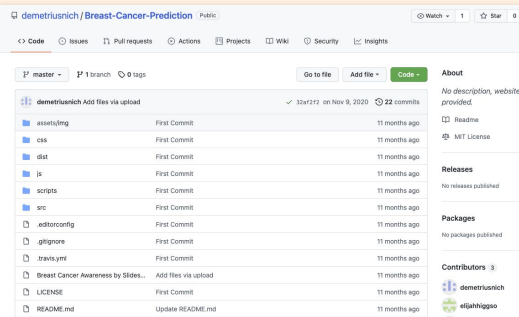 demetriusnich / Breast-Cancer-Prediction Public
Watch 1 Star 0
Code Issues Pull requests Actions Projects Wiki Security Insights
master 1 branch 0 tags Go to file Add file Code
demetriusnich Add files via upload 32af2f2 on Nov 9, 2020 22 commits
assets/img First Commit 11 months ago
css First Commit 11 months ago
dist First Commit 11 months ago
js First Commit 11 months ago
scripts First Commit 11 months ago
src First Commit 11 months ago
.editorconfig First Commit 11 months ago
.gitignore First Commit 11 months ago
.travis.yml First Commit 11 months ago
Breast Cancer Awareness by Slides... Add files via upload 11 months ago
LICENSE First Commit 11 months ago
README.md Update README.md 11 months ago
About
No description, website
provided.
Readme
MIT License
Releases
No releases published
Packages
No packages published
Contributors 3
demetriusnich
elijahhiggso